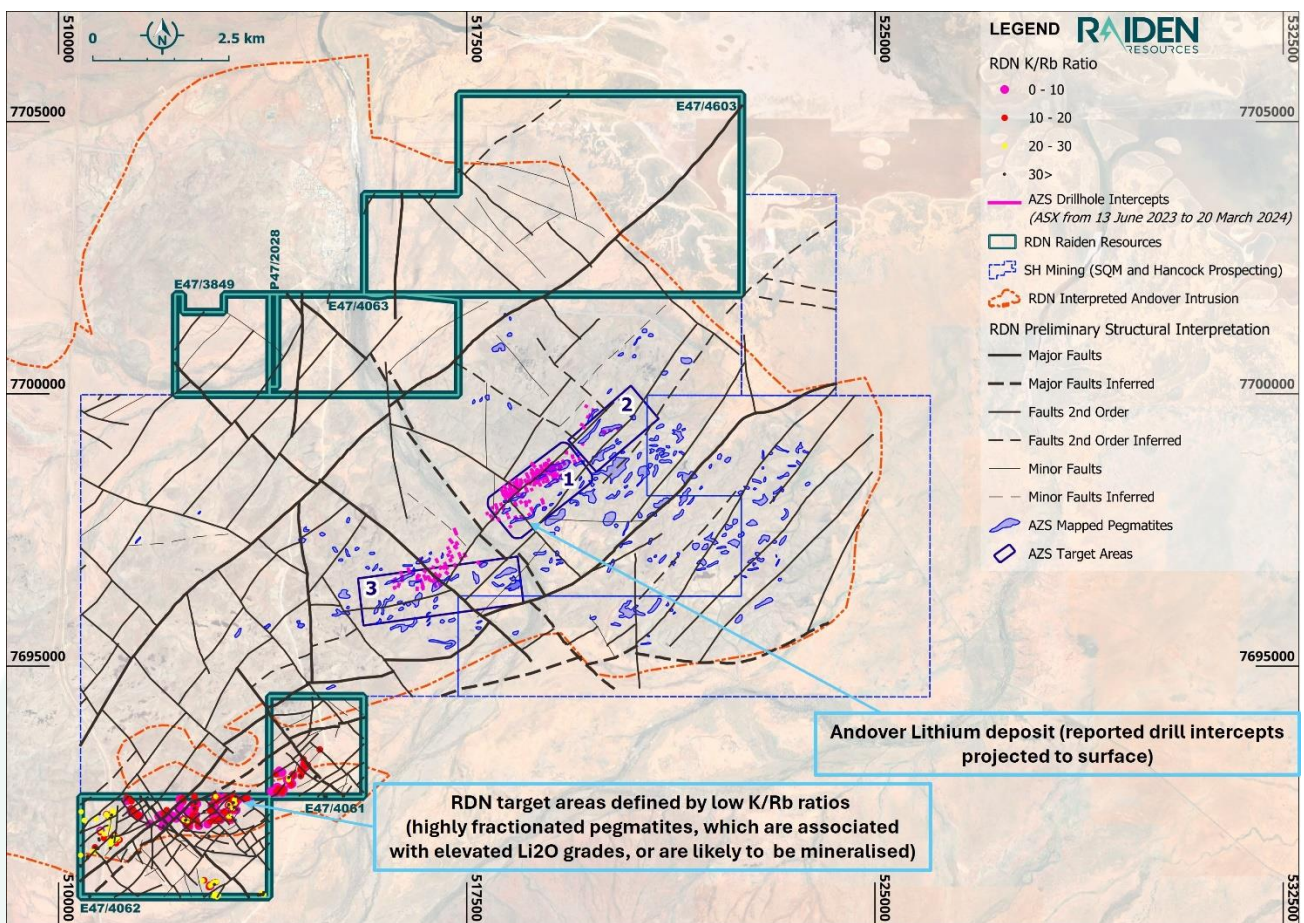 510000
517500
525000
532500
0
N
2.5 km
LEGEND
RAIDEN
RESOURCES
RDN K/Rb Ratio
0 - 10
10 - 20
20 - 30
30>
AZS Drillhole Intercepts
(ASX from 13 June 2023 to 20 March 2024)
RDN Raiden Resources
SH Mining (SQM and Hancock Prospecting)
RDN Interpreted Andover Intrusion
RDN Preliminary Structural Interpretation
Major Faults
Major Faults Inferred
Faults 2nd Order
Faults 2nd Order Inferred
Minor Faults
Minor Faults Inferred
AZS Mapped Pegmatites
AZS Target Areas
7705000
7705000
E47/4603
P47/2028
E47/3849
E47/4063
7700000
7700000
2
1
3
7695000
7695000
Andover Lithium deposit (reported drill intercepts
projected to surface)
E47/4061
RDN target areas defined by low K/Rb ratios
(highly fractionated pegmatites, which are associated
with elevated Li2O grades, or are likely to be mineralised)
E47/4062
510000
517500
525000
532500